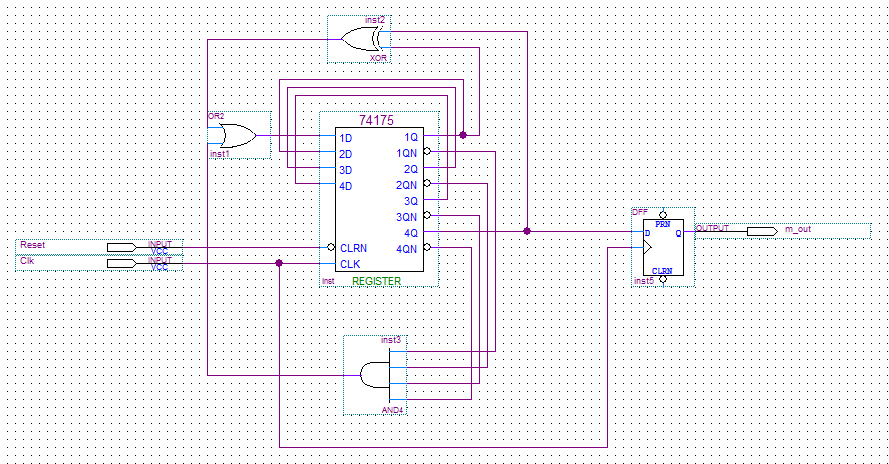 inst2
XOR
OR2
inst1
74175
1D
2D
3D
4D
CLRN
CLK
1Q
1QN
2Q
2QN
3Q
3QN
4Q
4QN
inst
REGISTER
Reset
INPUT
VCC
Clk
INPUT
VCC
DFF
PRN
D
Q
CLRN
inst5
OUTPUT
m_out
inst3
AND4